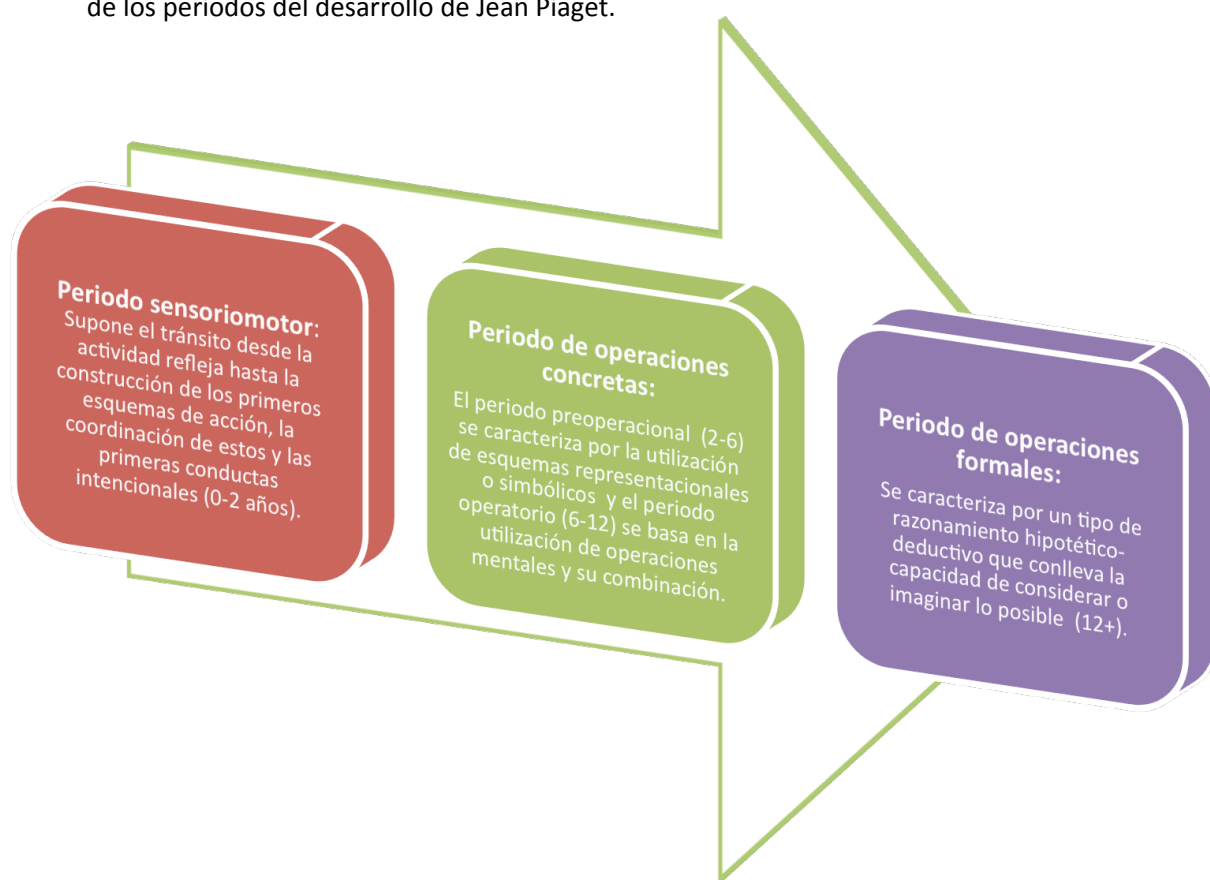 de los periodos del desarrollo de Jean Piaget.
Periodo sensoriomotor:
Supone el tránsito desde la
actividad refleja hasta la
construcción de los primeros
esquemas de acción, la
coordinación de estos y las
primeras conductas
intencionales (0-2 años).
Periodo de operaciones
concretas:
El periodo preoperacional (2-6)
se caracteriza por la utilización
de esquemas representacionales
o simbólicos y el periodo
operatorio (6-12) se basa en la
utilización de operaciones
mentales y su combinación.
Periodo de operaciones
formales:
Se caracteriza por un tipo de
razonamiento hipotético-
deductivo que conlleva la
capacidad de considerar o
imaginar lo posible (12+).